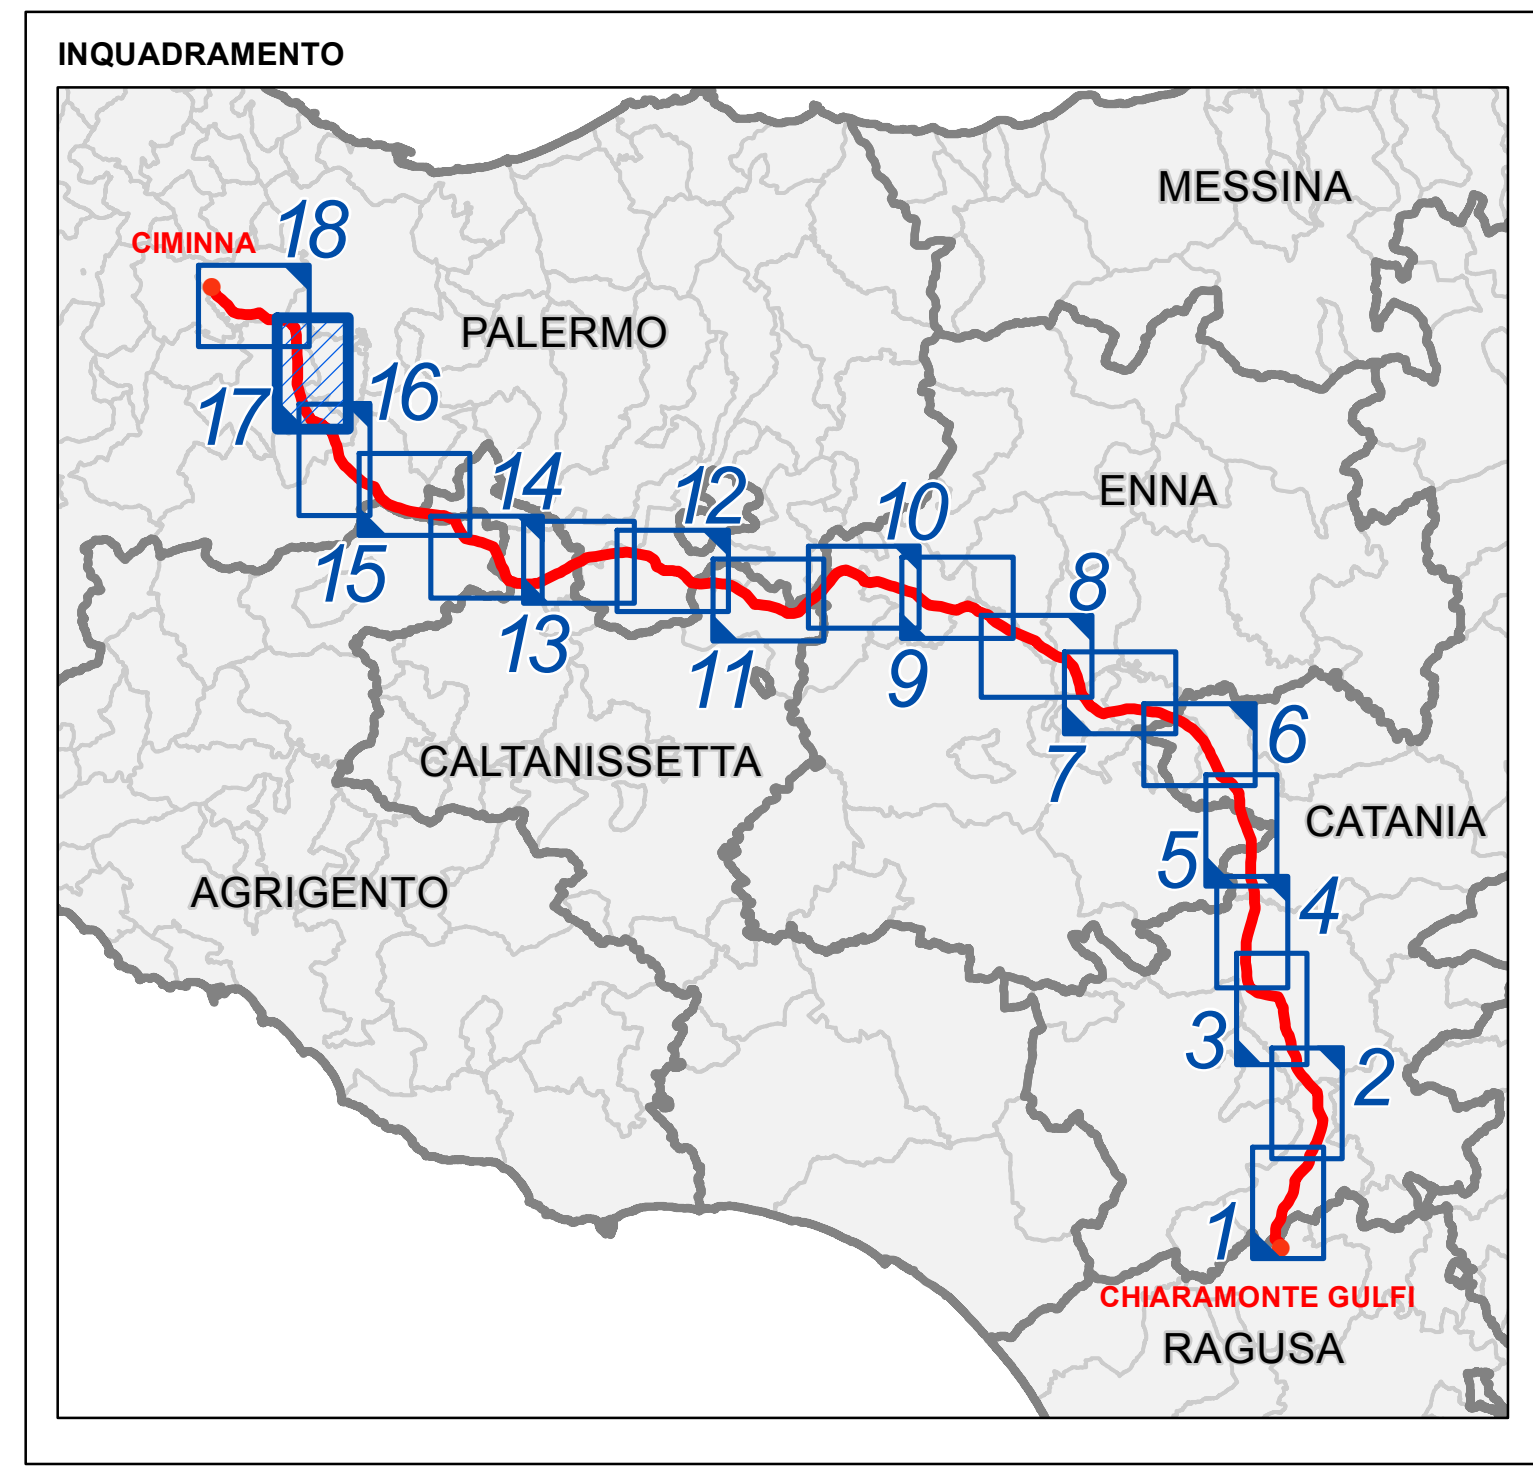 INQUADRAMENTO
MESSINA
18
CIMINNA
PALERMO
16
17
14
12
10
ENNA
15
13
11
9
8
7
6
CALTANISSETTA
CATANIA
5
4
AGRIGENTO
3
2
1
CHIARAMONTE GULFI
RAGUSA